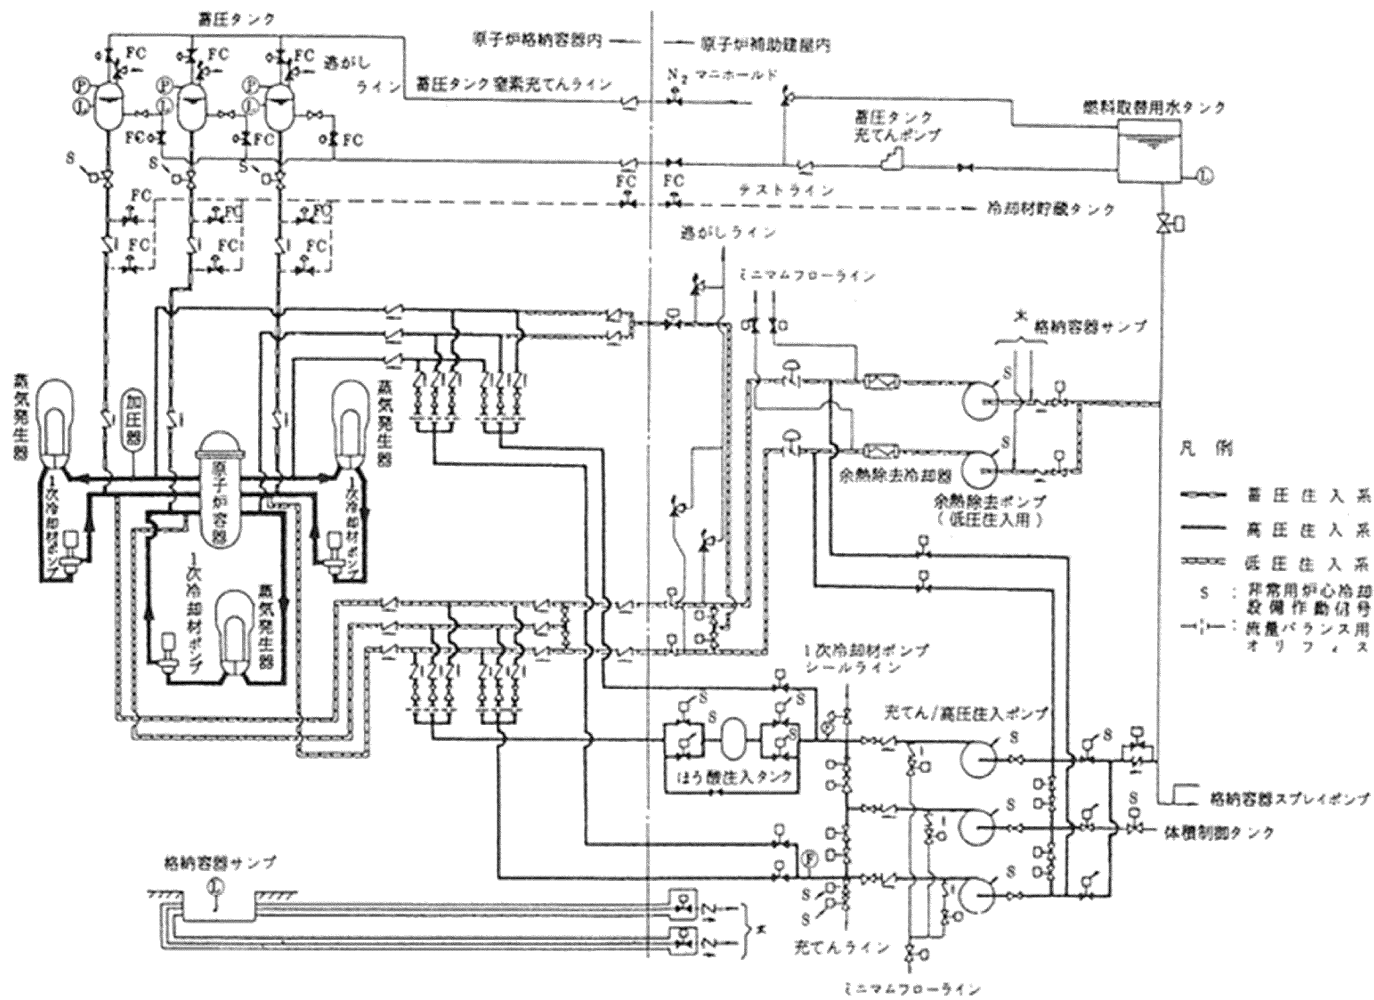 蓄圧タンク
原子炉格納容器内
原子炉補助建屋内
FC
FC
FC
逃がし
ライン
蓄圧タンク窒素充てんライン
N₂ マニホールド
P
P
P
L
L
L
燃料取替用水タンク
蓄圧タンク
充てんポンプ
FC
FC
FC
S
S
S
L
テストライン
FC
FC
FC
FC
FC
冷却材貯蔵タンク
FC
FC
FC
逃がしライン
ミニマムフローライン
格納容器サンプ
S
蒸気発生器
加圧器
蒸気発生器
原子炉容器
S
凡例
余熱除去冷却器
余熱除去ポンプ
(低圧注入用)
1次冷却材ポンプ
1次冷却材ポンプ
蓄圧注入系
高圧注入系
低圧注入系
S : 非常用炉心冷却
設備作動信号
: 流量バランス用
オリフィス
1次冷却材ポンプ
蒸気発生器
1次冷却材ポンプ
シールライン
S
S
充てん/高圧注入ポンプ
S
S
S
S
ほう酸注入タンク
S
S
格納容器スプレイポンプ
体積制御タンク
格納容器サンプ
L
F
S
S
S
充てんライン
ミニマムフローライン